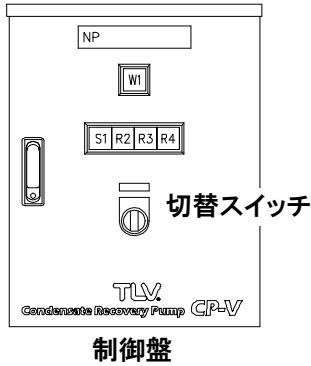 NP
W1
S1 R2 R3 R4
切替スイッチ
TLV.
Condensate Recovery Pump CP-V
制御盤